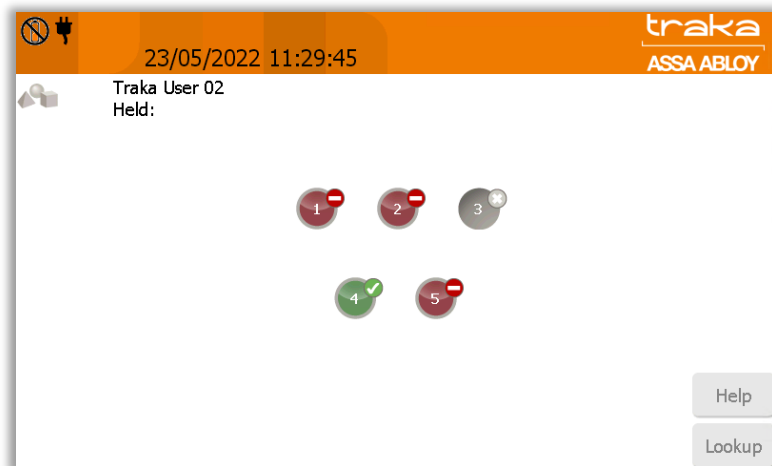 traka
23/05/2022 11:29:45
ASSA ABLOY
Traka User 02
Held:
1 2 3
4 5
Help
Lookup